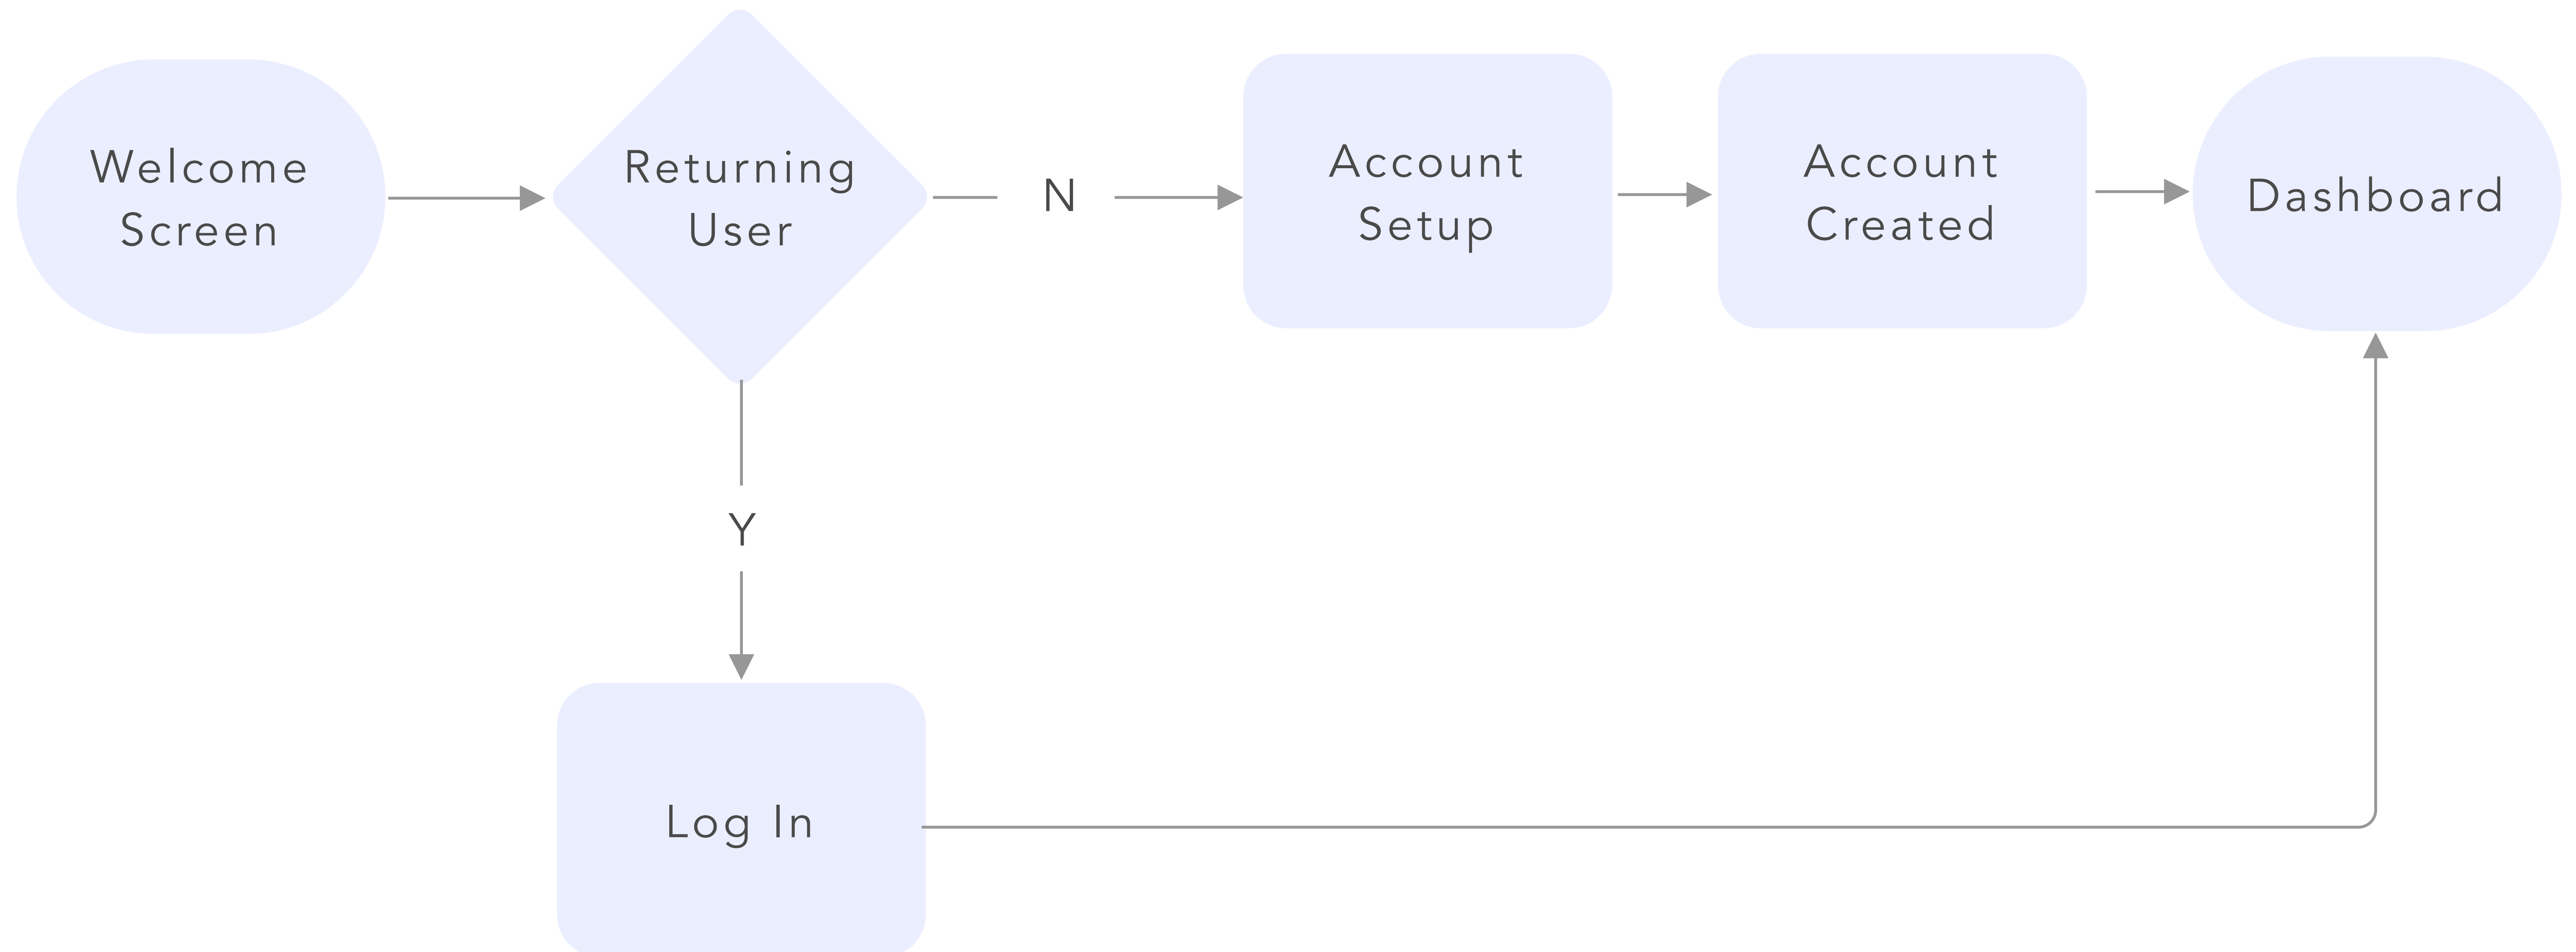 Welcome
Screen
Returning
User
N
Account
Setup
Account
Created
Dashboard
Y
Log In